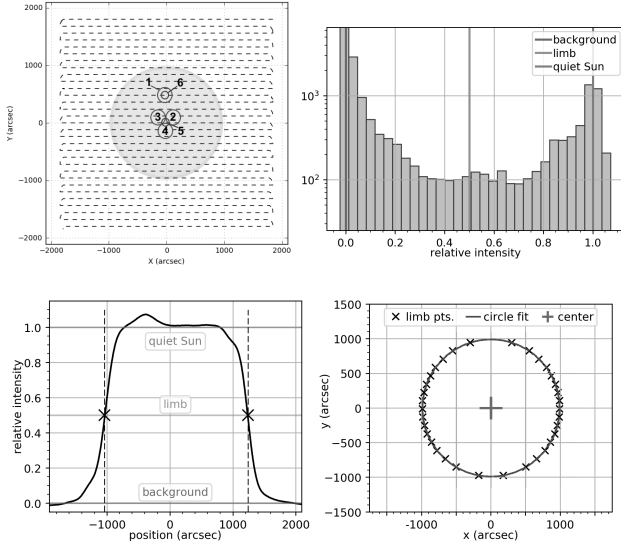 2000
1000
0
−1000
−2000
Y (arcsec)
1 6
3 2
4 5
−2000 −1000 0 1000 2000
X (arcsec)
background
limb
quiet Sun
10³
10²
0.0 0.2 0.4 0.6 0.8 1.0
relative intensity
1.0
0.8
0.6
0.4
0.2
0.0
relative intensity
quiet Sun
limb
background
−1000 0 1000 2000
position (arcsec)
1500
1000
500
0
−500
−1000
−1500
y (arcsec)
limb pts. circle fit center
-1000 0 1000
x (arcsec)